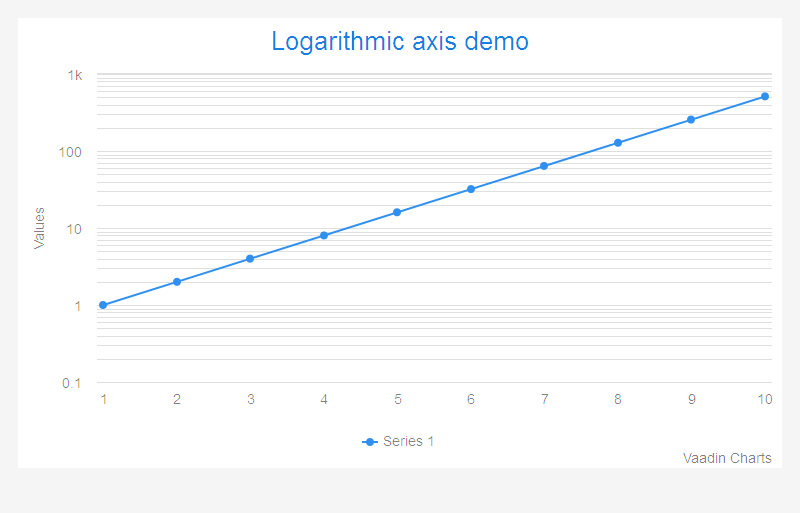 Logarithmic axis demo
1k
100
10
1
0.1
Values
1 2 3 4 5 6 7 8 9 10
Series 1
Vaadin Charts